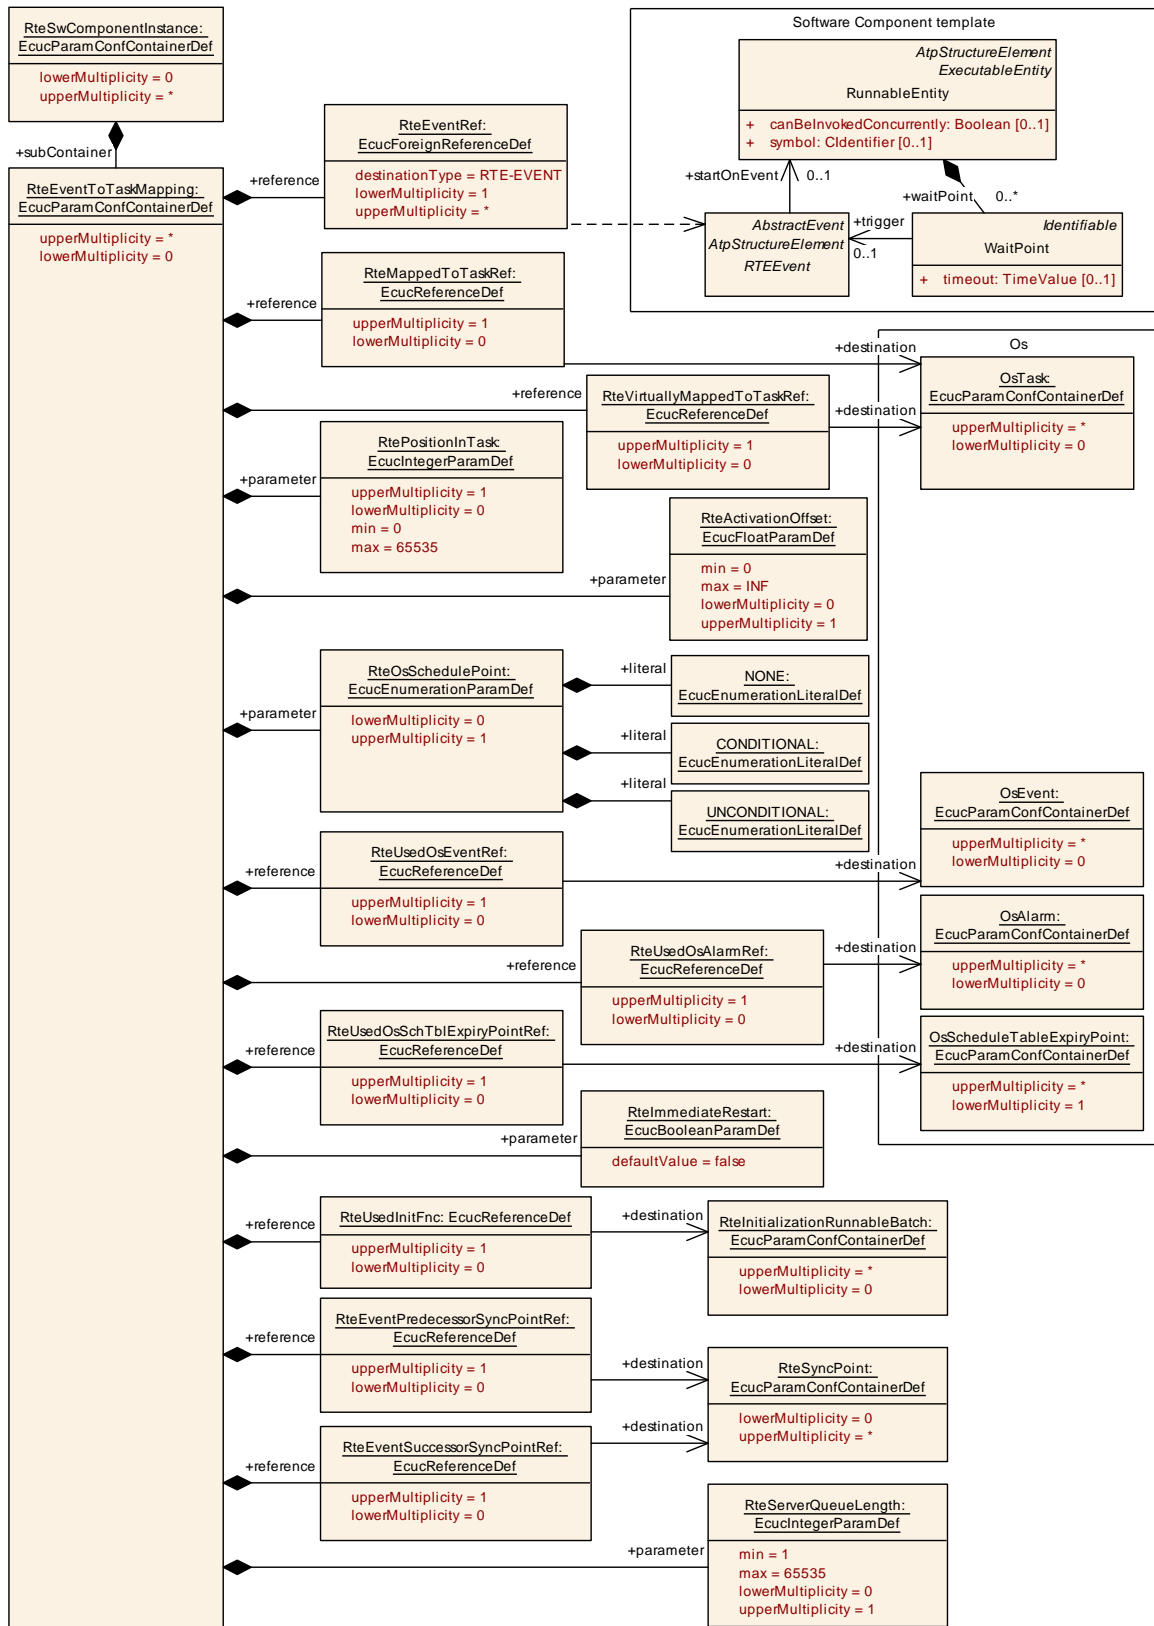 RteSwComponentInstance:
EcucParamConfContainerDef
lowerMultiplicity = 0
upperMultiplicity = *
+subContainer
RteEventToTaskMapping:
EcucParamConfContainerDef
upperMultiplicity = *
lowerMultiplicity = 0
Software Component template
AtpStructureElement
ExecutableEntity
RunnableEntity
+ canBeInvokedConcurrently: Boolean [0..1]
+ symbol: CIdentifier [0..1]
+startOnEvent
0..1
+waitPoint
0..*
AbstractEvent
AtpStructureElement
RTEEvent
+trigger
0..1
Identifiable
WaitPoint
+ timeout: TimeValue [0..1]
+reference
RteEventRef:
EcucForeignReferenceDef
destinationType = RTE-EVENT
lowerMultiplicity = 1
upperMultiplicity = *
+reference
RteMappedToTaskRef:
EcucReferenceDef
upperMultiplicity = 1
lowerMultiplicity = 0
+destination
Os
OsTask:
EcucParamConfContainerDef
upperMultiplicity = *
lowerMultiplicity = 0
+reference
RteVirtuallyMappedToTaskRef:
EcucReferenceDef
upperMultiplicity = 1
lowerMultiplicity = 0
+destination
+parameter
RtePositionInTask:
EcucIntegerParamDef
upperMultiplicity = 1
lowerMultiplicity = 0
min = 0
max = 65535
+parameter
RteActivationOffset:
EcucFloatParamDef
min = 0
max = INF
lowerMultiplicity = 0
upperMultiplicity = 1
+parameter
RteOsSchedulePoint:
EcucEnumerationParamDef
lowerMultiplicity = 0
upperMultiplicity = 1
+literal
NONE:
EcucEnumerationLiteralDef
+literal
CONDITIONAL:
EcucEnumerationLiteralDef
+literal
UNCONDITIONAL:
EcucEnumerationLiteralDef
+reference
RteUsedOsEventRef:
EcucReferenceDef
upperMultiplicity = 1
lowerMultiplicity = 0
+destination
OsEvent:
EcucParamConfContainerDef
upperMultiplicity = *
lowerMultiplicity = 0
+reference
RteUsedOsAlarmRef:
EcucReferenceDef
upperMultiplicity = 1
lowerMultiplicity = 0
+destination
OsAlarm:
EcucParamConfContainerDef
upperMultiplicity = *
lowerMultiplicity = 0
+reference
RteUsedOsSchTblExpiryPointRef:
EcucReferenceDef
upperMultiplicity = 1
lowerMultiplicity = 0
+destination
OsScheduleTableExpiryPoint:
EcucParamConfContainerDef
upperMultiplicity = *
lowerMultiplicity = 1
+parameter
RteImmediateRestart:
EcucBooleanParamDef
defaultValue = false
+reference
RteUsedInitFnc: EcucReferenceDef
upperMultiplicity = 1
lowerMultiplicity = 0
+destination
RteInitializationRunnableBatch:
EcucParamConfContainerDef
upperMultiplicity = *
lowerMultiplicity = 0
+reference
RteEventPredecessorSyncPointRef:
EcucReferenceDef
upperMultiplicity = 1
lowerMultiplicity = 0
+destination
RteSyncPoint:
EcucParamConfContainerDef
lowerMultiplicity = 0
upperMultiplicity = *
+reference
RteEventSuccessorSyncPointRef:
EcucReferenceDef
upperMultiplicity = 1
lowerMultiplicity = 0
+destination
+parameter
RteServerQueueLength:
EcucIntegerParamDef
min = 1
max = 65535
lowerMultiplicity = 0
upperMultiplicity = 1